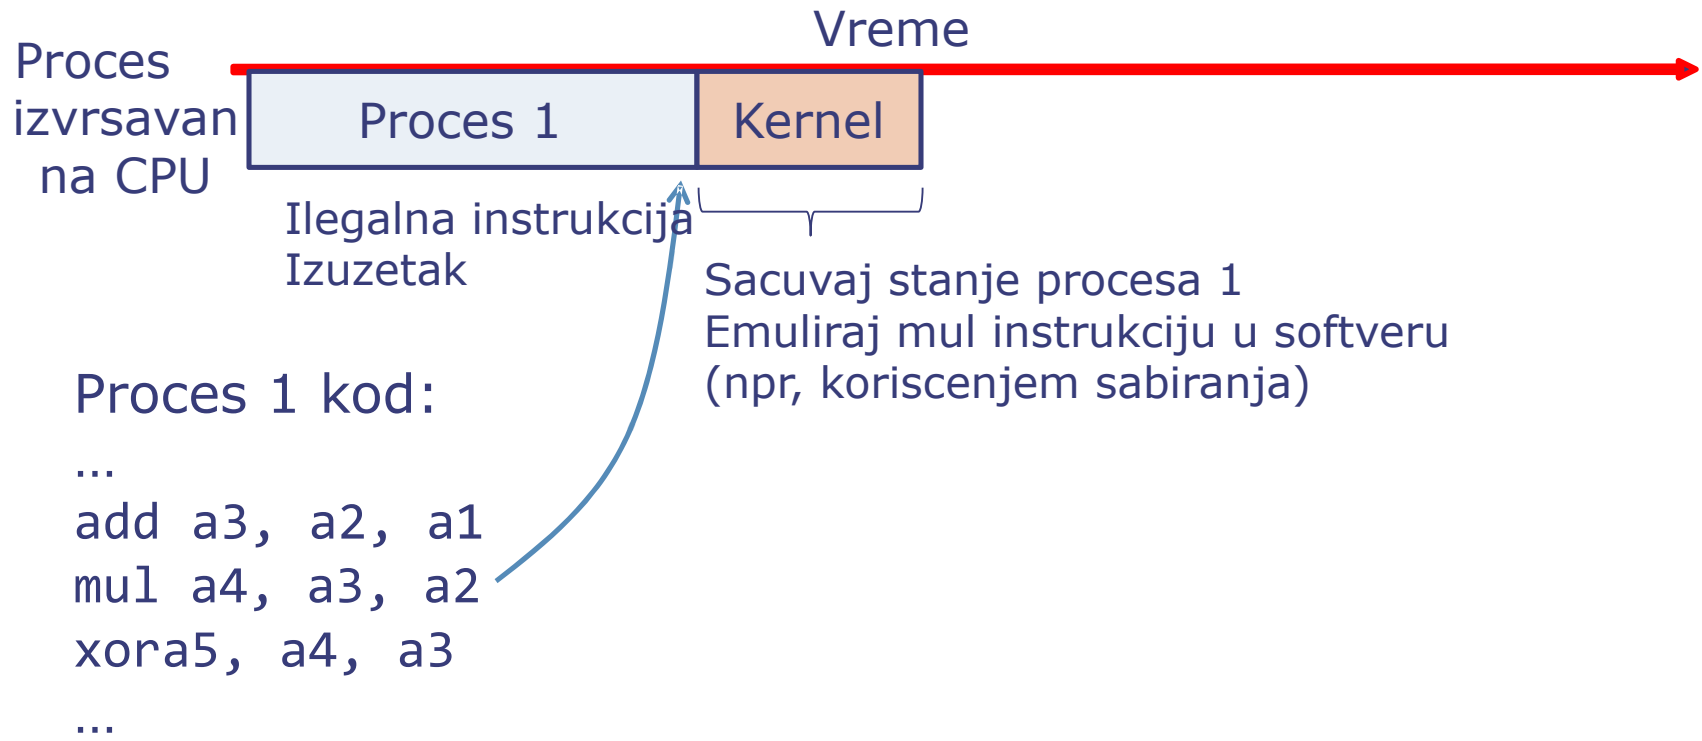 Vreme
Proces
izvrsavan
na CPU
Proces 1
Kernel
Ilegalna instrukcija
Izuzetak
Sacuvaj stanje procesa 1
Emuliraj mul instrukciju u softveru
(npr, koriscenjem sabiranja)
Proces 1 kod:
…
add a3, a2, a1
mul a4, a3, a2
xora5, a4, a3
…